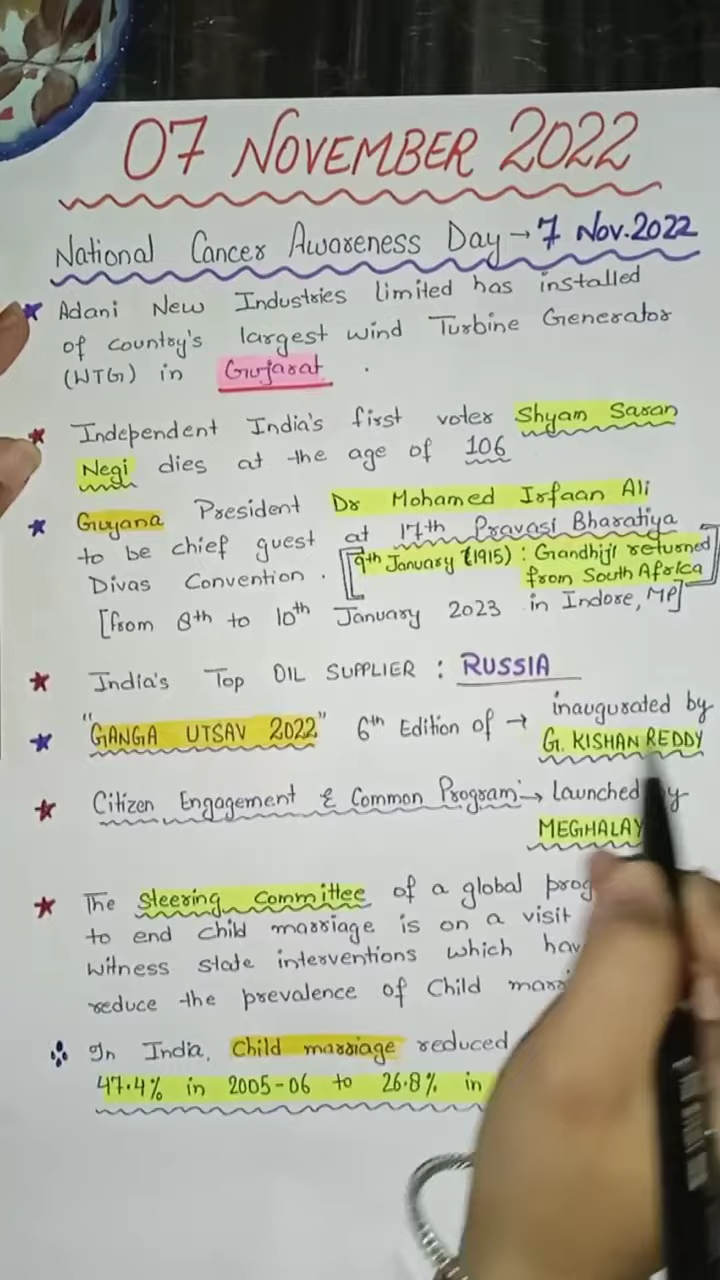 07 NOVEMBER 2022
National Cancer Awareness Day → 7 Nov. 2022
★ Adani New Industries limited has installed
of country's largest wind Turbine Generator
(WTG) in Gujarat .
★ Independent India's first voter Shyam Saran
Negi dies at the age of 106
★ Guyana President Dr Mohamed Irfaan Ali
to be chief guest at 17th Pravasi Bharatiya
Divas Convention . [9th January (1915) : Gandhiji returned
from South Africa]
[from 8th to 10th January 2023 in Indore, MP]
★ India's Top OIL SUPPLIER : RUSSIA
★ "GANGA UTSAV 2022" 6th Edition of → inaugurated by
G. KISHAN REDDY
★ Citizen Engagement & Common Program → Launched by
MEGHALAY
★ The Steering Committee of a global prog
to end child marriage is on a visit
witness state interventions which hav
reduce the prevalence of Child marr
In India, Child marriage reduced
47.4% in 2005-06 to 26.8% in